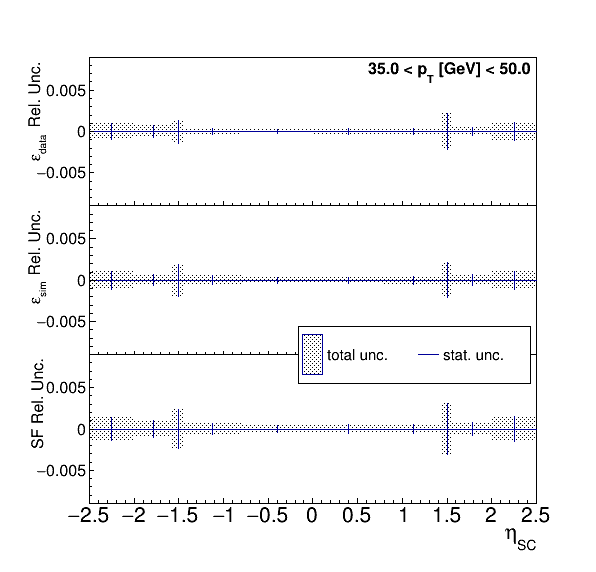 35.0 < p_T [GeV] < 50.0
ε_data Rel. Unc.
0.005
0
−0.005
ε_sim Rel. Unc.
0.005
0
−0.005
total unc. stat. unc.
SF Rel. Unc.
0.005
0
−0.005
−2.5 −2 −1.5 −1 −0.5 0 0.5 1 1.5 2 2.5
η_SC